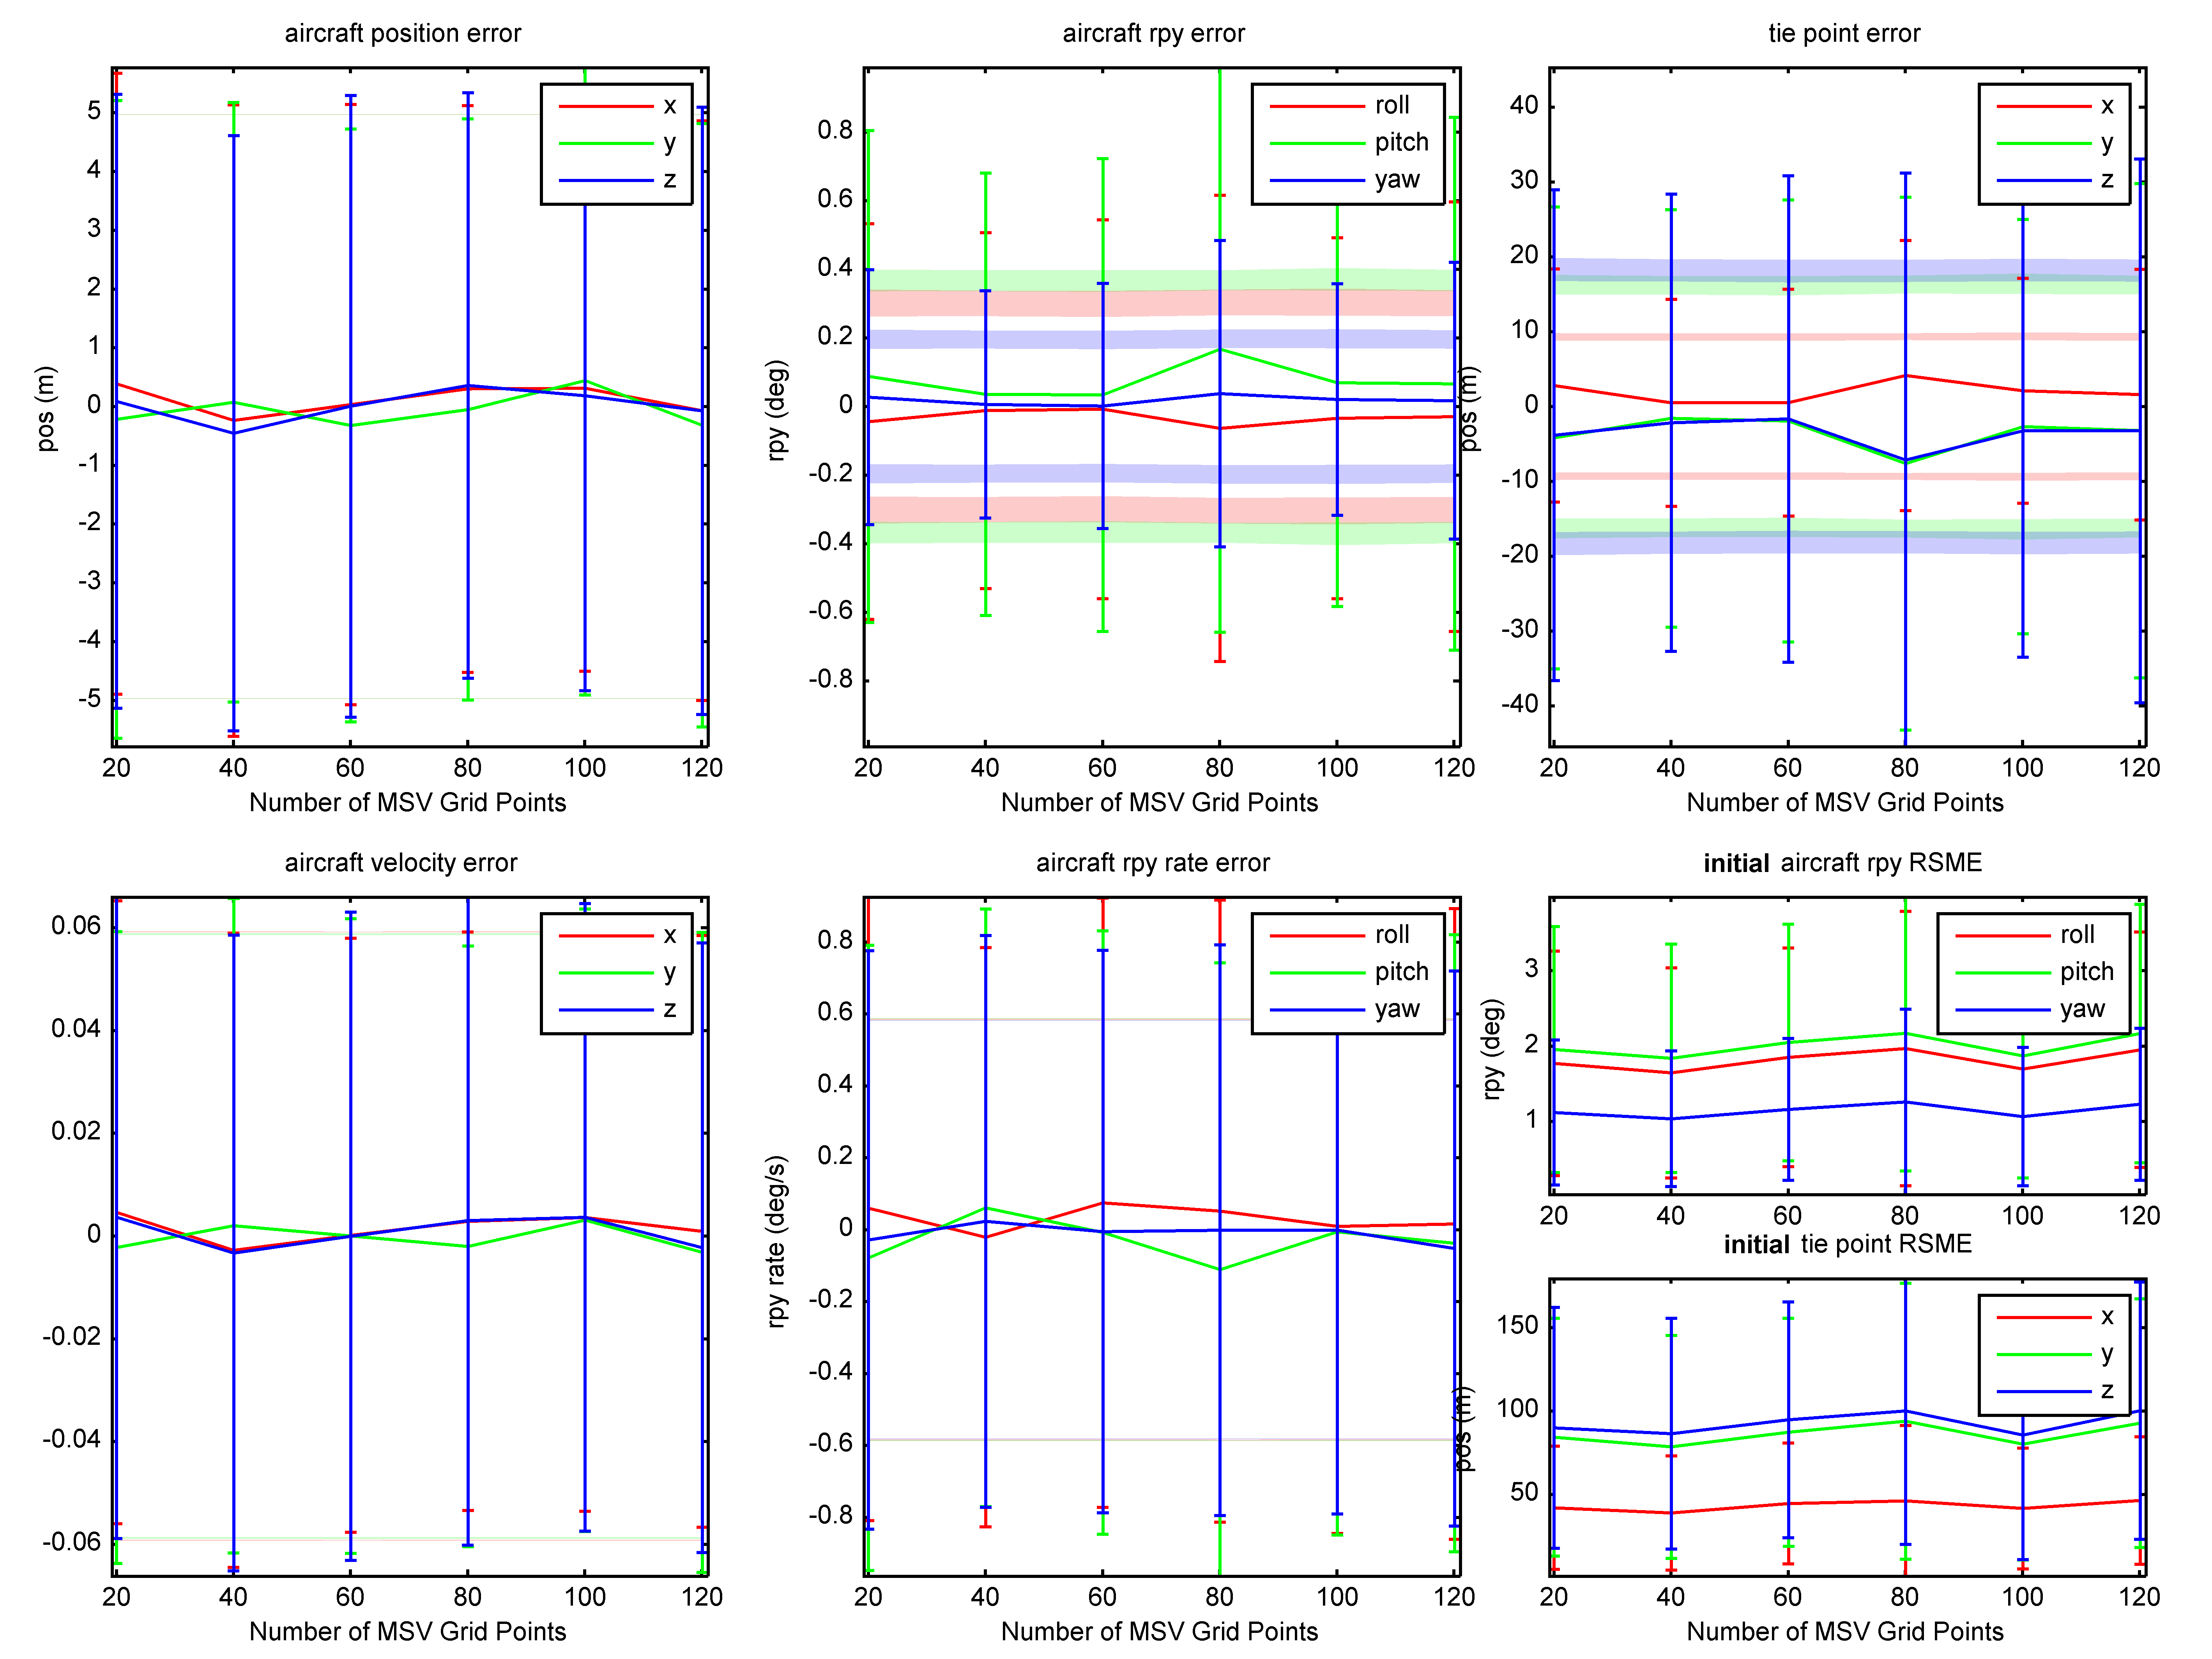 aircraft position error
5
4
3
2
1
0
-1
-2
-3
-4
-5
pos (m)
x
y
z
20 40 60 80 100 120
Number of MSV Grid Points
aircraft rpy error
0.8
0.6
0.4
0.2
0
-0.2
-0.4
-0.6
-0.8
rpy (deg)
roll
pitch
yaw
20 40 60 80 100 120
Number of MSV Grid Points
tie point error
40
30
20
10
0
-10
-20
-30
-40
pos (m)
x
y
z
20 40 60 80 100 120
Number of MSV Grid Points
aircraft velocity error
0.06
0.04
0.02
0
-0.02
-0.04
-0.06
x
y
z
20 40 60 80 100 120
Number of MSV Grid Points
aircraft rpy rate error
0.8
0.6
0.4
0.2
0
-0.2
-0.4
-0.6
-0.8
rpy rate (deg/s)
roll
pitch
yaw
20 40 60 80 100 120
Number of MSV Grid Points
initial aircraft rpy RSME
3
2
1
rpy (deg)
roll
pitch
yaw
20 40 60 80 100 120
initial tie point RSME
150
100
50
pos (m)
x
y
z
20 40 60 80 100 120
Number of MSV Grid Points